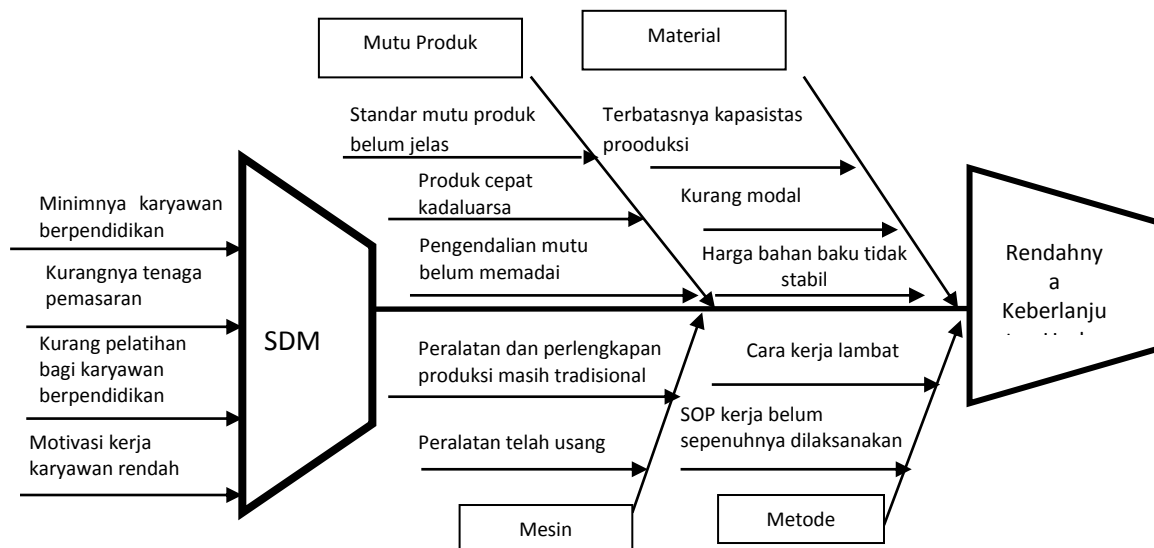 Mutu Produk
Material
Standar mutu produk
belum jelas
Terbatasnya kapasistas
prooduksi
Produk cepat
kadaluarsa
Kurang modal
Pengendalian mutu
belum memadai
Harga bahan baku tidak
stabil
Minimnya karyawan
berpendidikan
Kurangnya tenaga
pemasaran
Kurang pelatihan
bagi karyawan
berpendidikan
Motivasi kerja
karyawan rendah
SDM
Rendahny
a
Keberlanju
Peralatan dan perlengkapan
produksi masih tradisional
Cara kerja lambat
Peralatan telah usang
SOP kerja belum
sepenuhnya dilaksanakan
Mesin
Metode